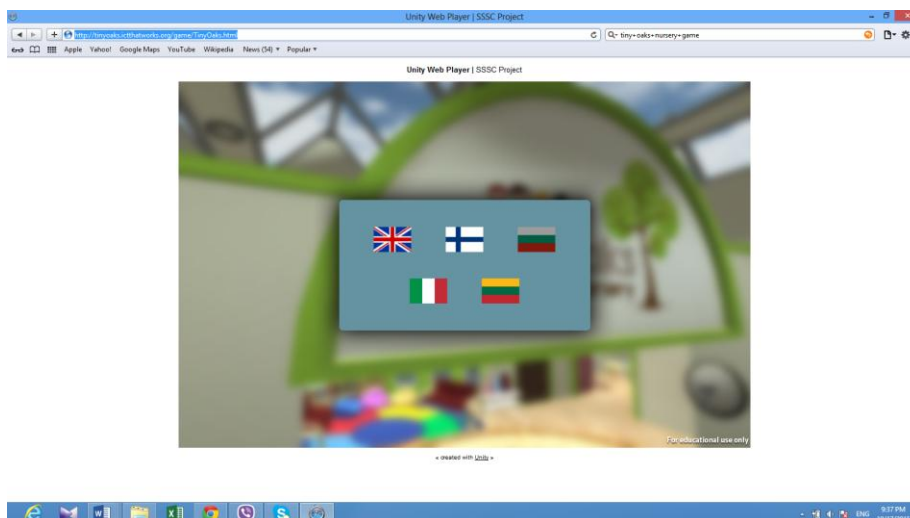 Unity Web Player | SSSC Project
http://tinyoaks.ictthatworks.org/game/TinyOaks.html
tiny+oaks+nursery+game
Apple Yahoo! Google Maps YouTube Wikipedia News (54) ▾ Popular ▾
Unity Web Player | SSSC Project
For educational use only
« created with Unity »
ENG 9:37 PM